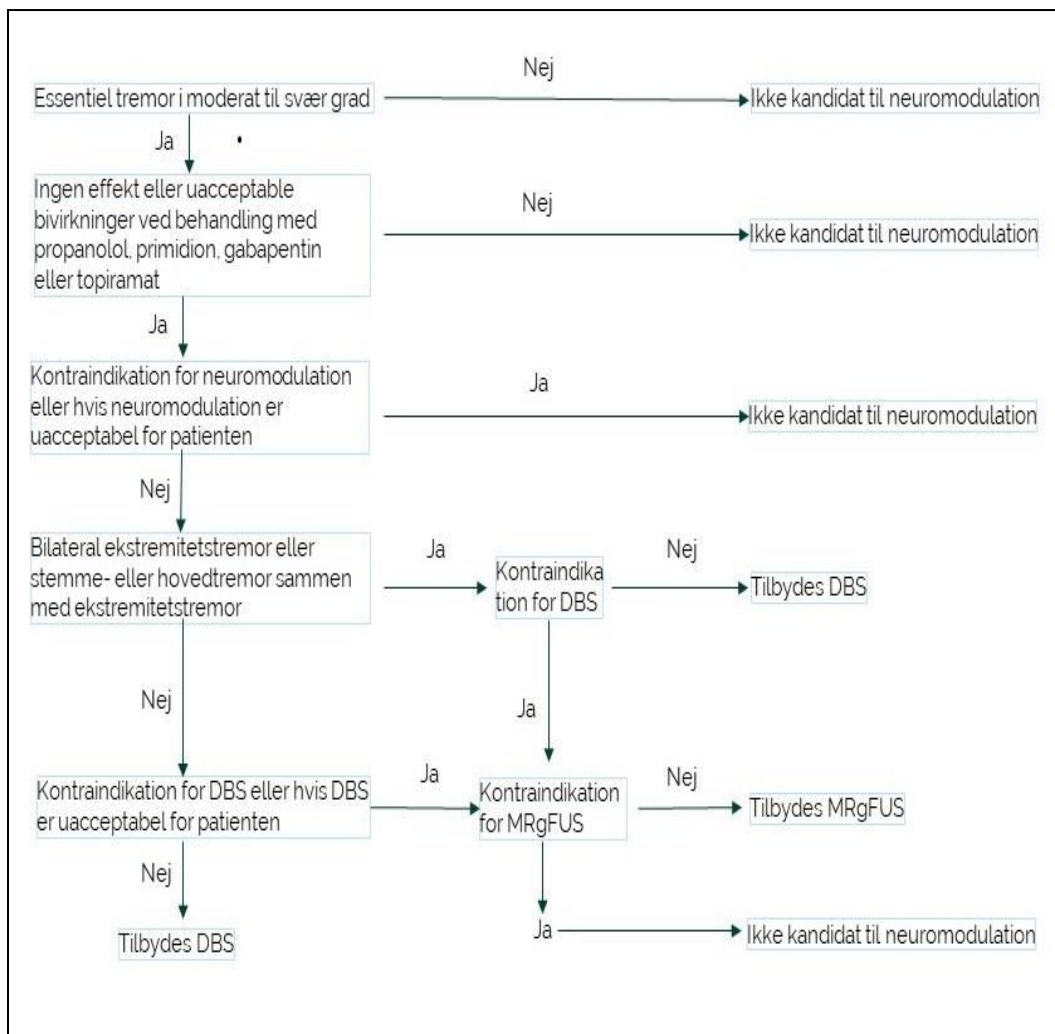 Nej
Essentiel tremor i moderat til svær grad
Ikke kandidat til neuromodulation
Ja
Ingen effekt eller uacceptable
bivirkninger ved behandling med
propanolol, primidion, gabapentin
eller topiramat
Nej
Ikke kandidat til neuromodulation
Ja
Kontraindikation for neuromodulation
eller hvis neuromodulation er
uacceptabel for patienten
Ja
Ikke kandidat til neuromodulation
Nej
Bilateral ekstremitetstremor eller
stemme- eller hovedtremor sammen
med ekstremitetstremor
Ja
Kontraindika
tion for DBS
Nej
Tilbydes DBS
Nej
Ja
Kontraindikation for DBS eller hvis DBS
er uacceptabel for patienten
Ja
Kontraindikation
for MRgFUS
Nej
Tilbydes MRgFUS
Nej
Tilbydes DBS
Ja
Ikke kandidat til neuromodulation